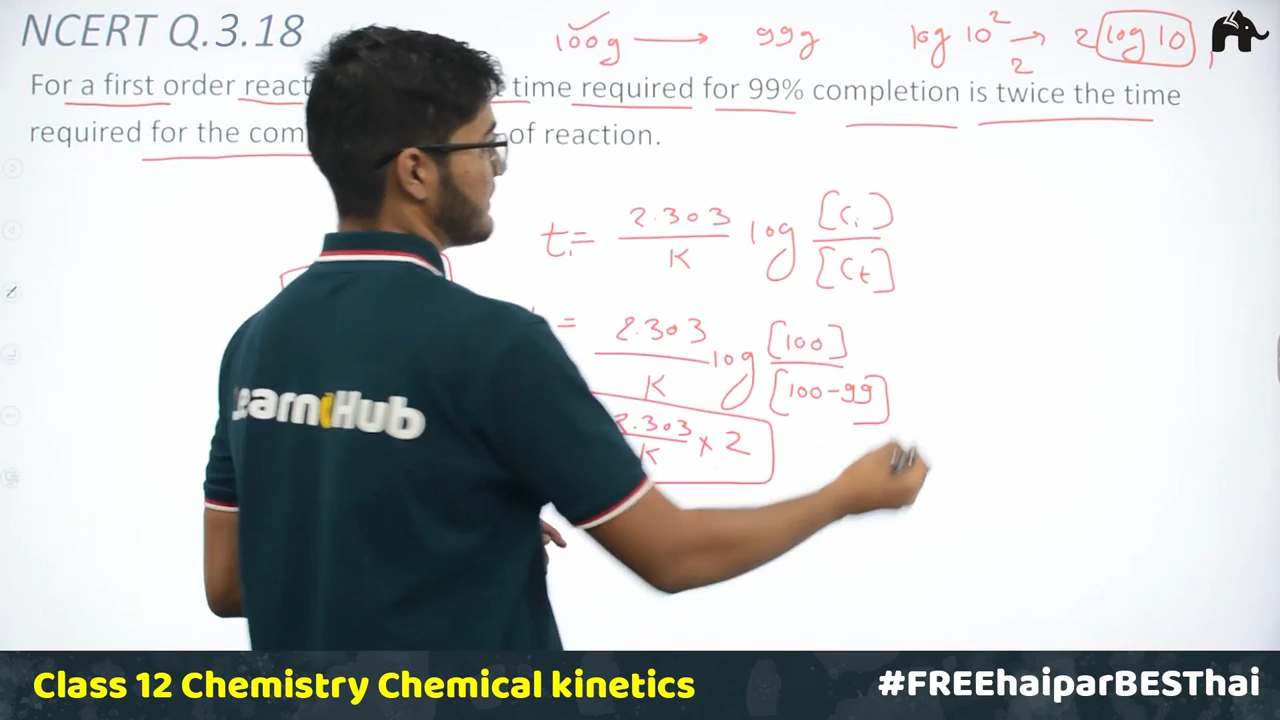 NCERT Q.3.18
100g → 99g log 10² → 2 log 10
2
For a first order react time required for 99% completion is twice the time
required for the com of reaction.
t₁= 2.303/K log [Ci]/[Ct]
= 2.303/K log [100]/[100-99]
2.303/K × 2
LearnoHub
Class 12 Chemistry Chemical kinetics
#FREEhaiparBESThai